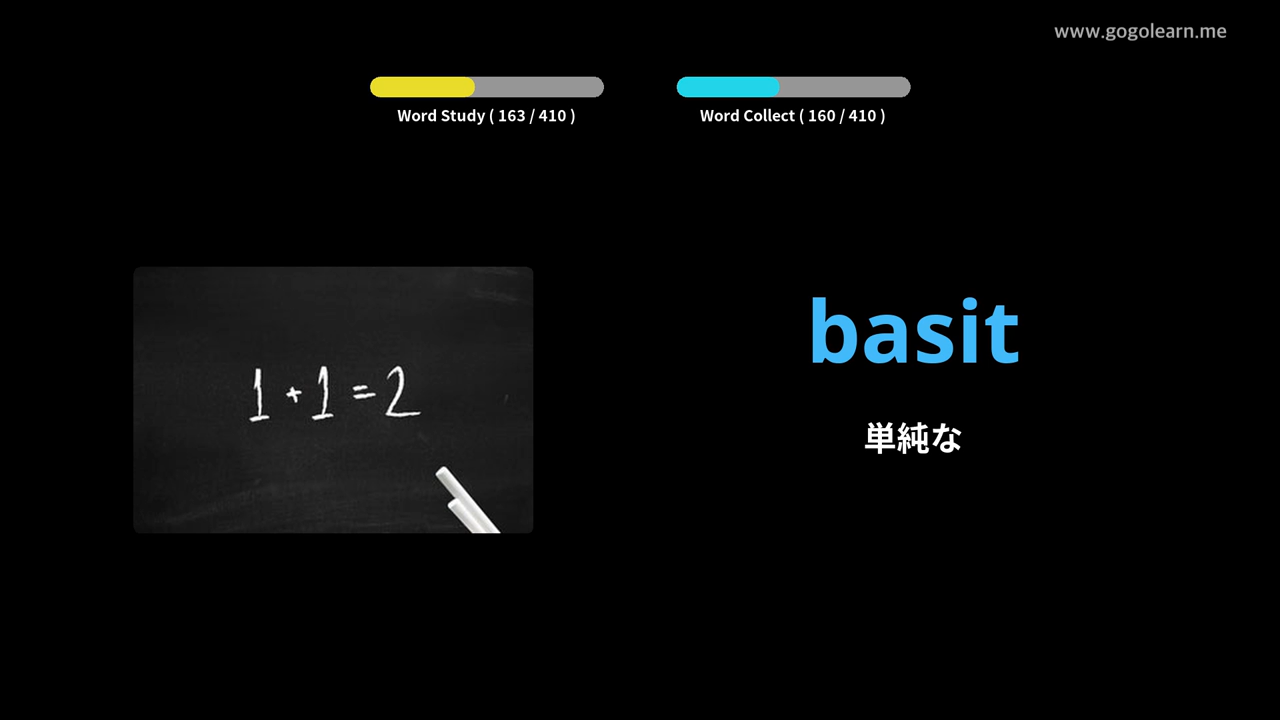 www.gogolearn.me
Word Study ( 163 / 410 )
Word Collect ( 160 / 410 )
1 + 1 = 2
basit
単純な